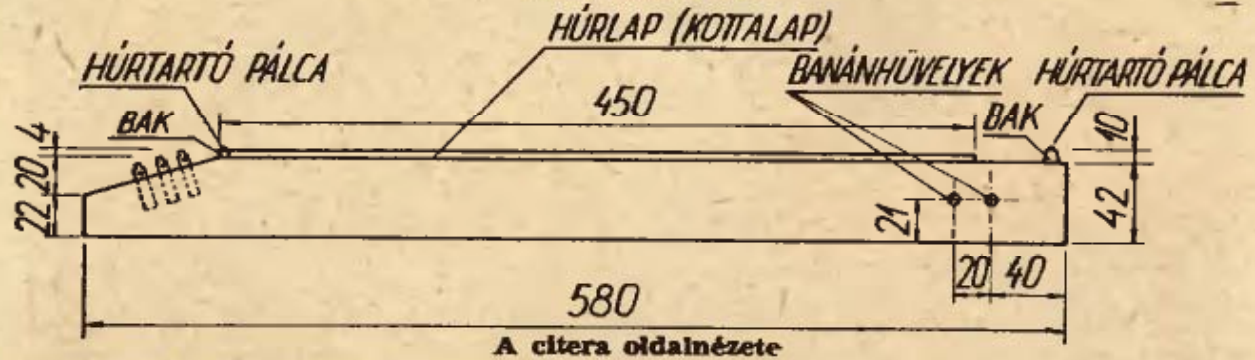 HÚRLAP (KOTTALAP)
HÚRTARTÓ PÁLCA
BANÁNHÜVELYEK
HÚRTARTÓ PÁLCA
450
BAK
BAK
4
10
20
22
21
42
20
40
580
A citera oldalnézete